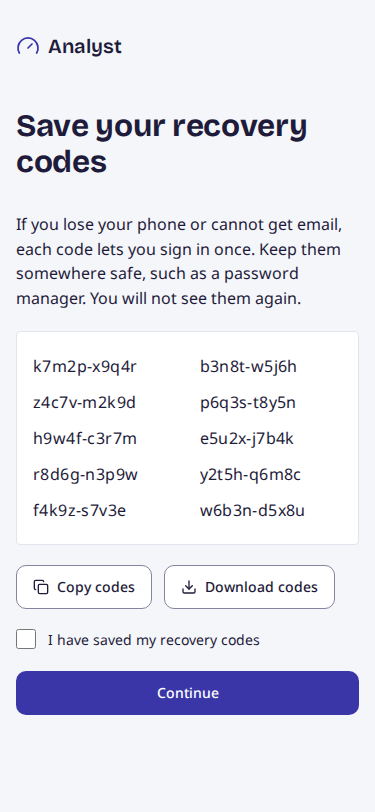 Analyst
Save your recovery
codes
If you lose your phone or cannot get email,
each code lets you sign in once. Keep them
somewhere safe, such as a password
manager. You will not see them again.
k7m2p-x9q4r b3n8t-w5j6h
z4c7v-m2k9d p6q3s-t8y5n
h9w4f-c3r7m e5u2x-j7b4k
r8d6g-n3p9w y2t5h-q6m8c
f4k9z-s7v3e w6b3n-d5x8u
Copy codes Download codes
I have saved my recovery codes
Continue